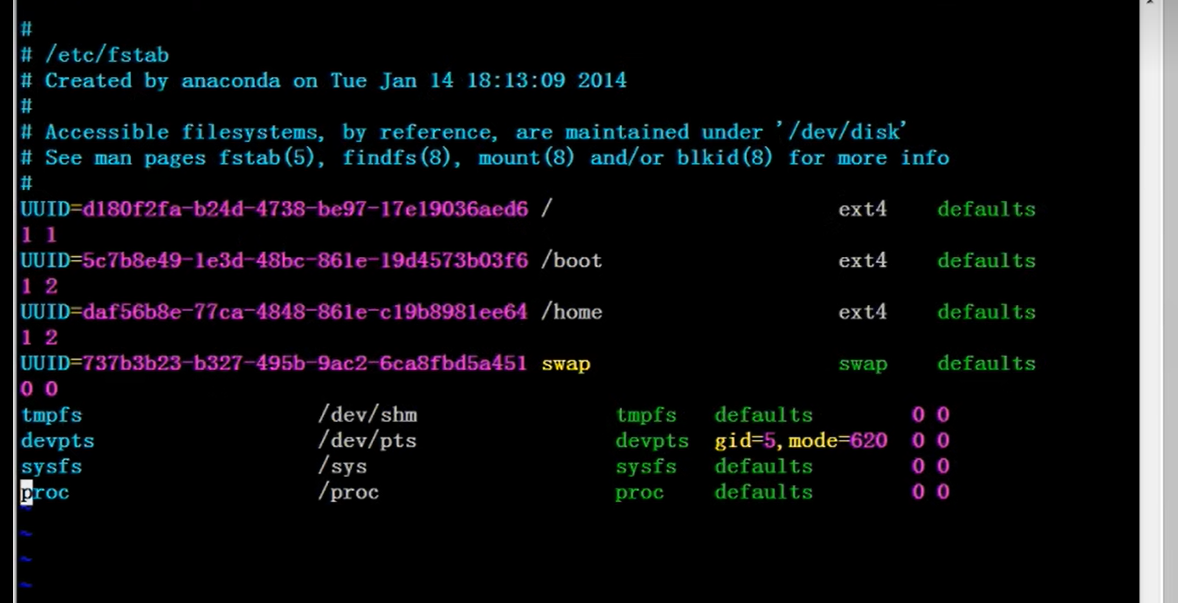 #
# /etc/fstab
# Created by anaconda on Tue Jan 14 18:13:09 2014
#
# Accessible filesystems, by reference, are maintained under '/dev/disk'
# See man pages fstab(5), findfs(8), mount(8) and/or blkid(8) for more info
#
UUID=d180f2fa-b24d-4738-be97-17e19036aed6 / ext4 defaults
1 1
UUID=5c7b8e49-1e3d-48bc-861e-19d4573b03f6 /boot ext4 defaults
1 2
UUID=daf56b8e-77ca-4848-861e-c19b8981ee64 /home ext4 defaults
1 2
UUID=737b3b23-b327-495b-9ac2-6ca8fbd5a451 swap swap defaults
0 0
tmpfs /dev/shm tmpfs defaults 0 0
devpts /dev/pts devpts gid=5,mode=620 0 0
sysfs /sys sysfs defaults 0 0
proc /proc proc defaults 0 0
~
~
~
~